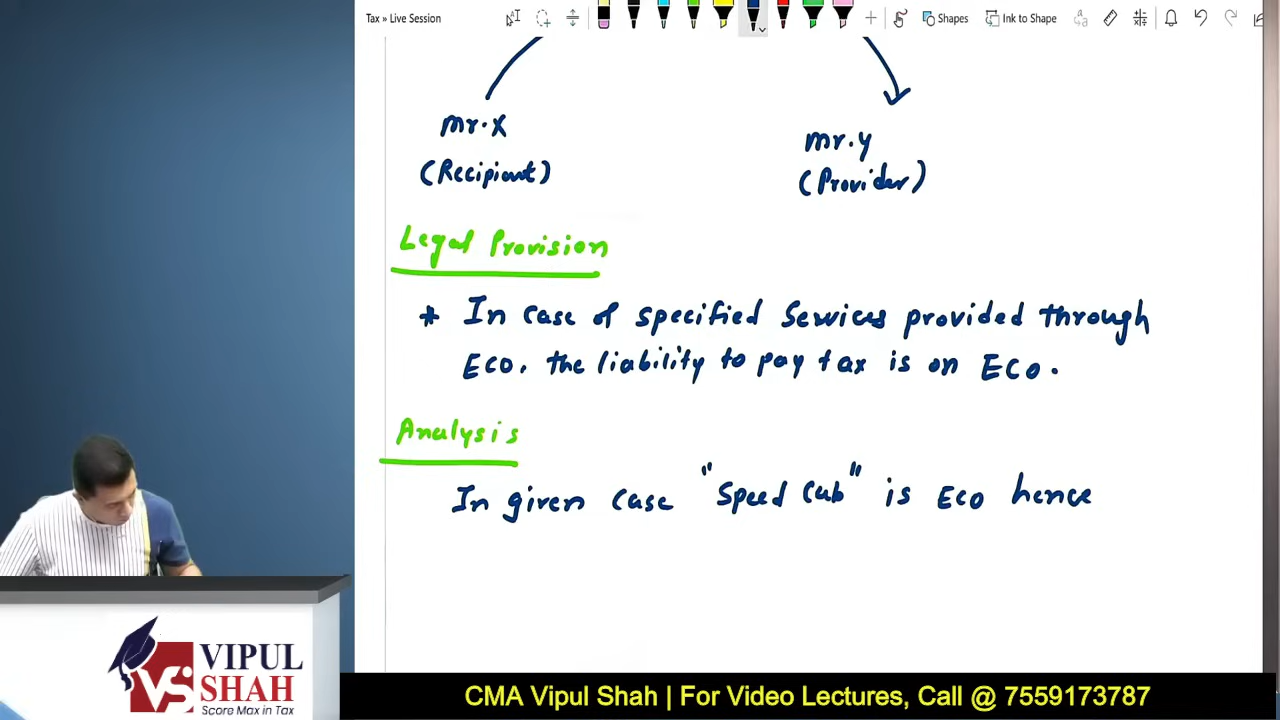 Tax » Live Session
Shapes
Ink to Shape
Mr. X
(Recipient)
Mr. Y
(Provider)
Legal Provision
* In case of specified Services provided through
ECO, the liability to pay tax is on ECO.
Analysis
In given case "Speed Cab" is ECO hence
VIPUL
SHAH
Score Max in Tax
CMA Vipul Shah | For Video Lectures, Call @ 7559173787